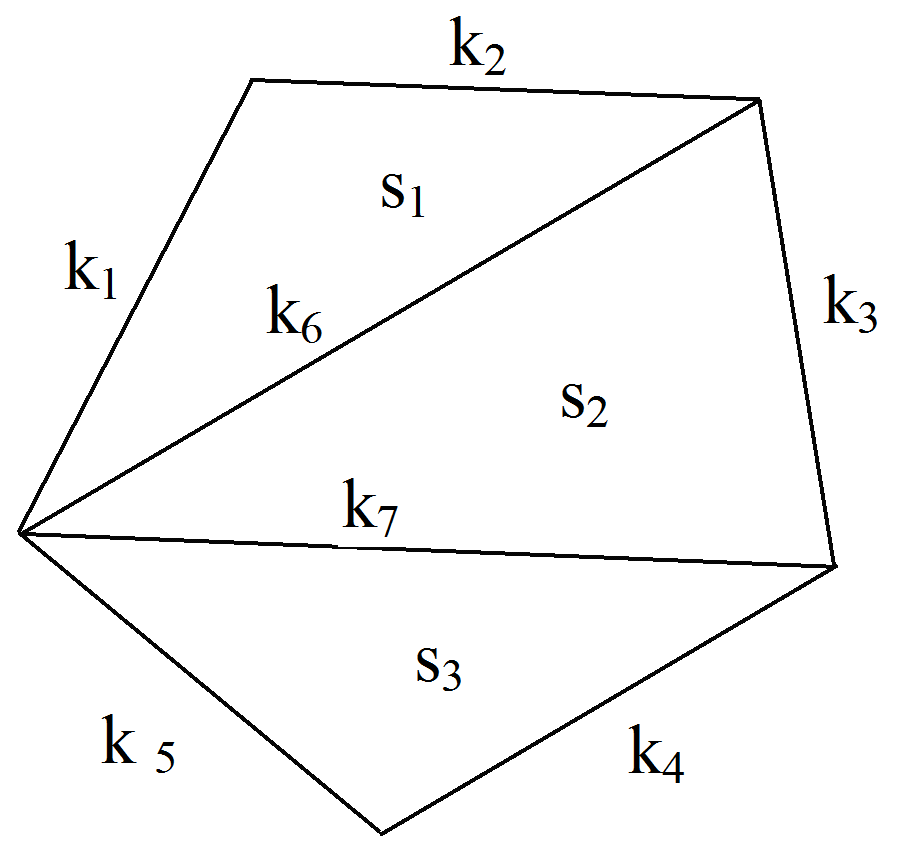 k₂
s₁
k₁
k₆
k₃
s₂
k₇
s₃
k ₅
k₄